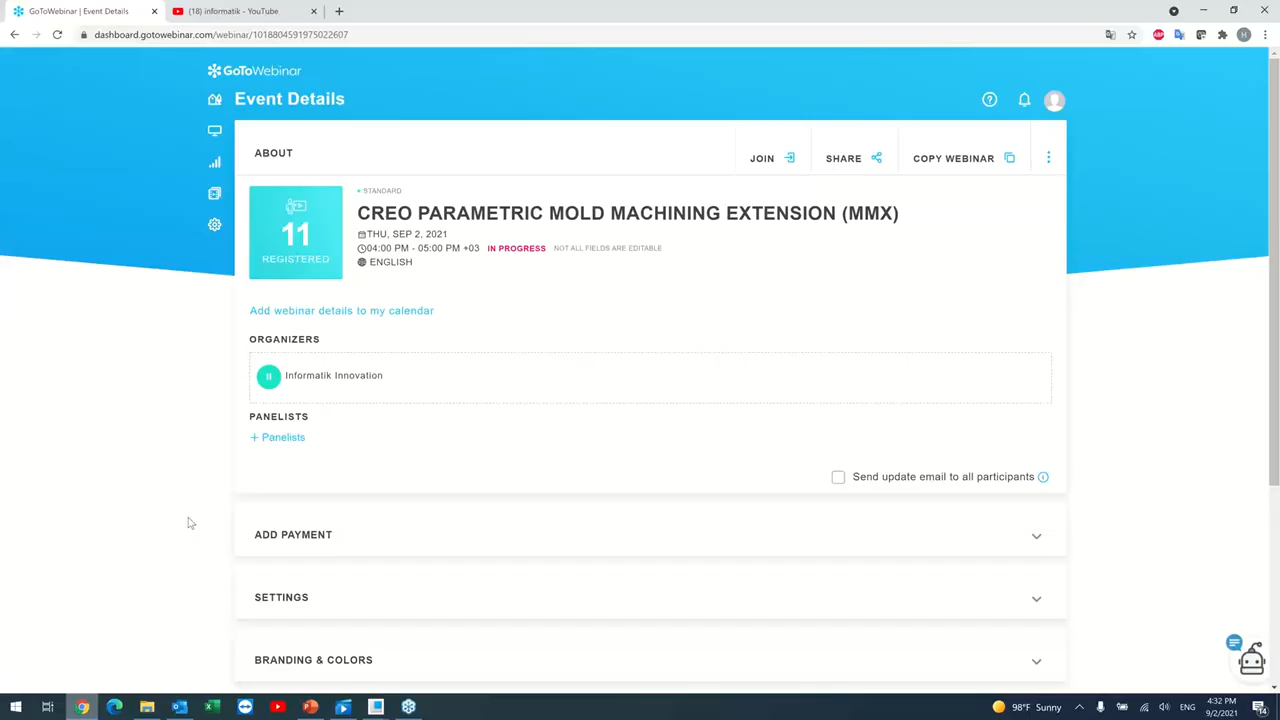 GoToWebinar | Event Details
(18) informatik - YouTube
dashboard.gotowebinar.com/webinar/1018804591975022607
ABP
H
GoToWebinar
Event Details
ABOUT
JOIN
SHARE
COPY WEBINAR
11
REGISTERED
STANDARD
CREO PARAMETRIC MOLD MACHINING EXTENSION (MMX)
THU, SEP 2, 2021
04:00 PM - 05:00 PM +03 IN PROGRESS NOT ALL FIELDS ARE EDITABLE
ENGLISH
Add webinar details to my calendar
ORGANIZERS
II
Informatik Innovation
PANELISTS
+ Panelists
Send update email to all participants
ADD PAYMENT
SETTINGS
BRANDING & COLORS
98°F Sunny
ENG
4:32 PM
9/2/2021
14